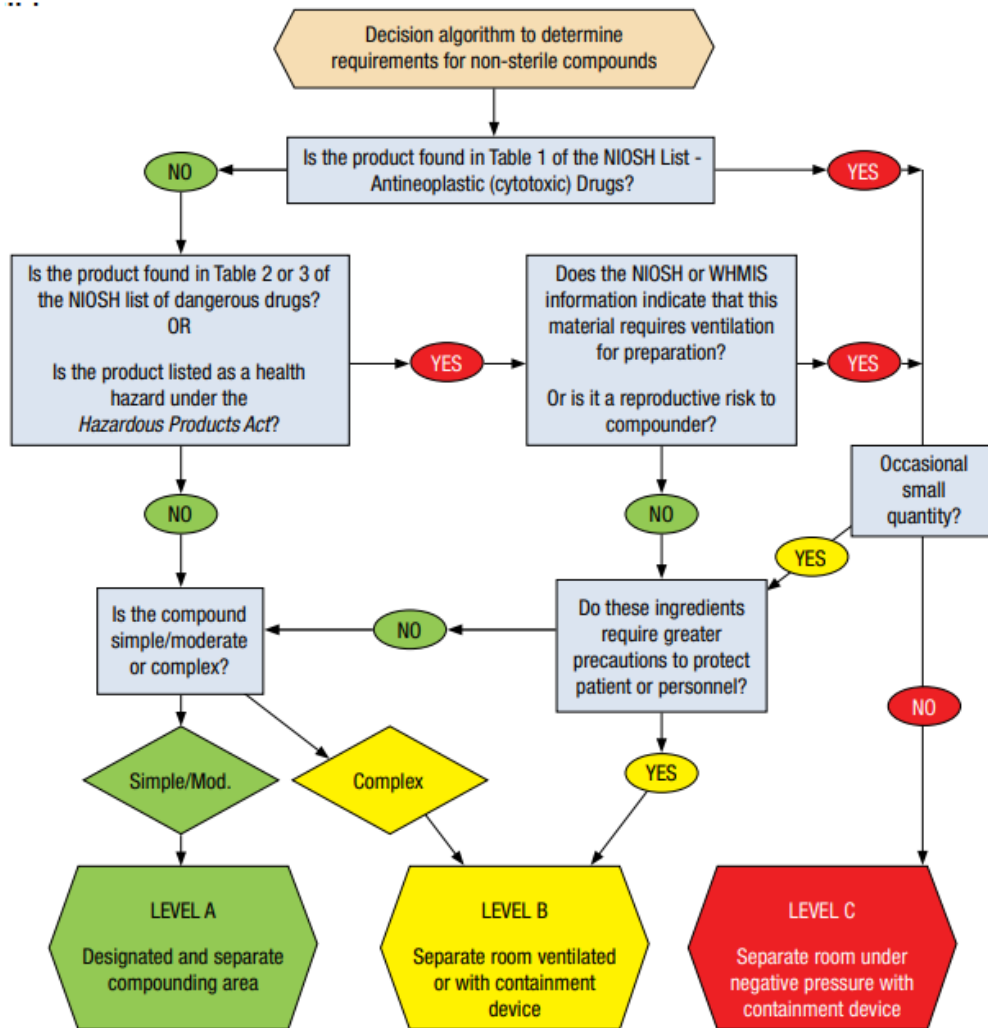 Decision algorithm to determine
requirements for non-sterile compounds
Is the product found in Table 1 of the NIOSH List -
Antineoplastic (cytotoxic) Drugs?
NO
YES
Is the product found in Table 2 or 3 of
the NIOSH list of dangerous drugs?
OR
Is the product listed as a health
hazard under the
Hazardous Products Act?
YES
Does the NIOSH or WHMIS
information indicate that this
material requires ventilation
for preparation?
Or is it a reproductive risk to
compounder?
YES
Occasional
small
quantity?
NO
NO
YES
Is the compound
simple/moderate
or complex?
NO
Do these ingredients
require greater
precautions to protect
patient or personnel?
NO
Simple/Mod.
Complex
YES
LEVEL A
Designated and separate
compounding area
LEVEL B
Separate room ventilated
or with containment
device
LEVEL C
Separate room under
negative pressure with
containment device